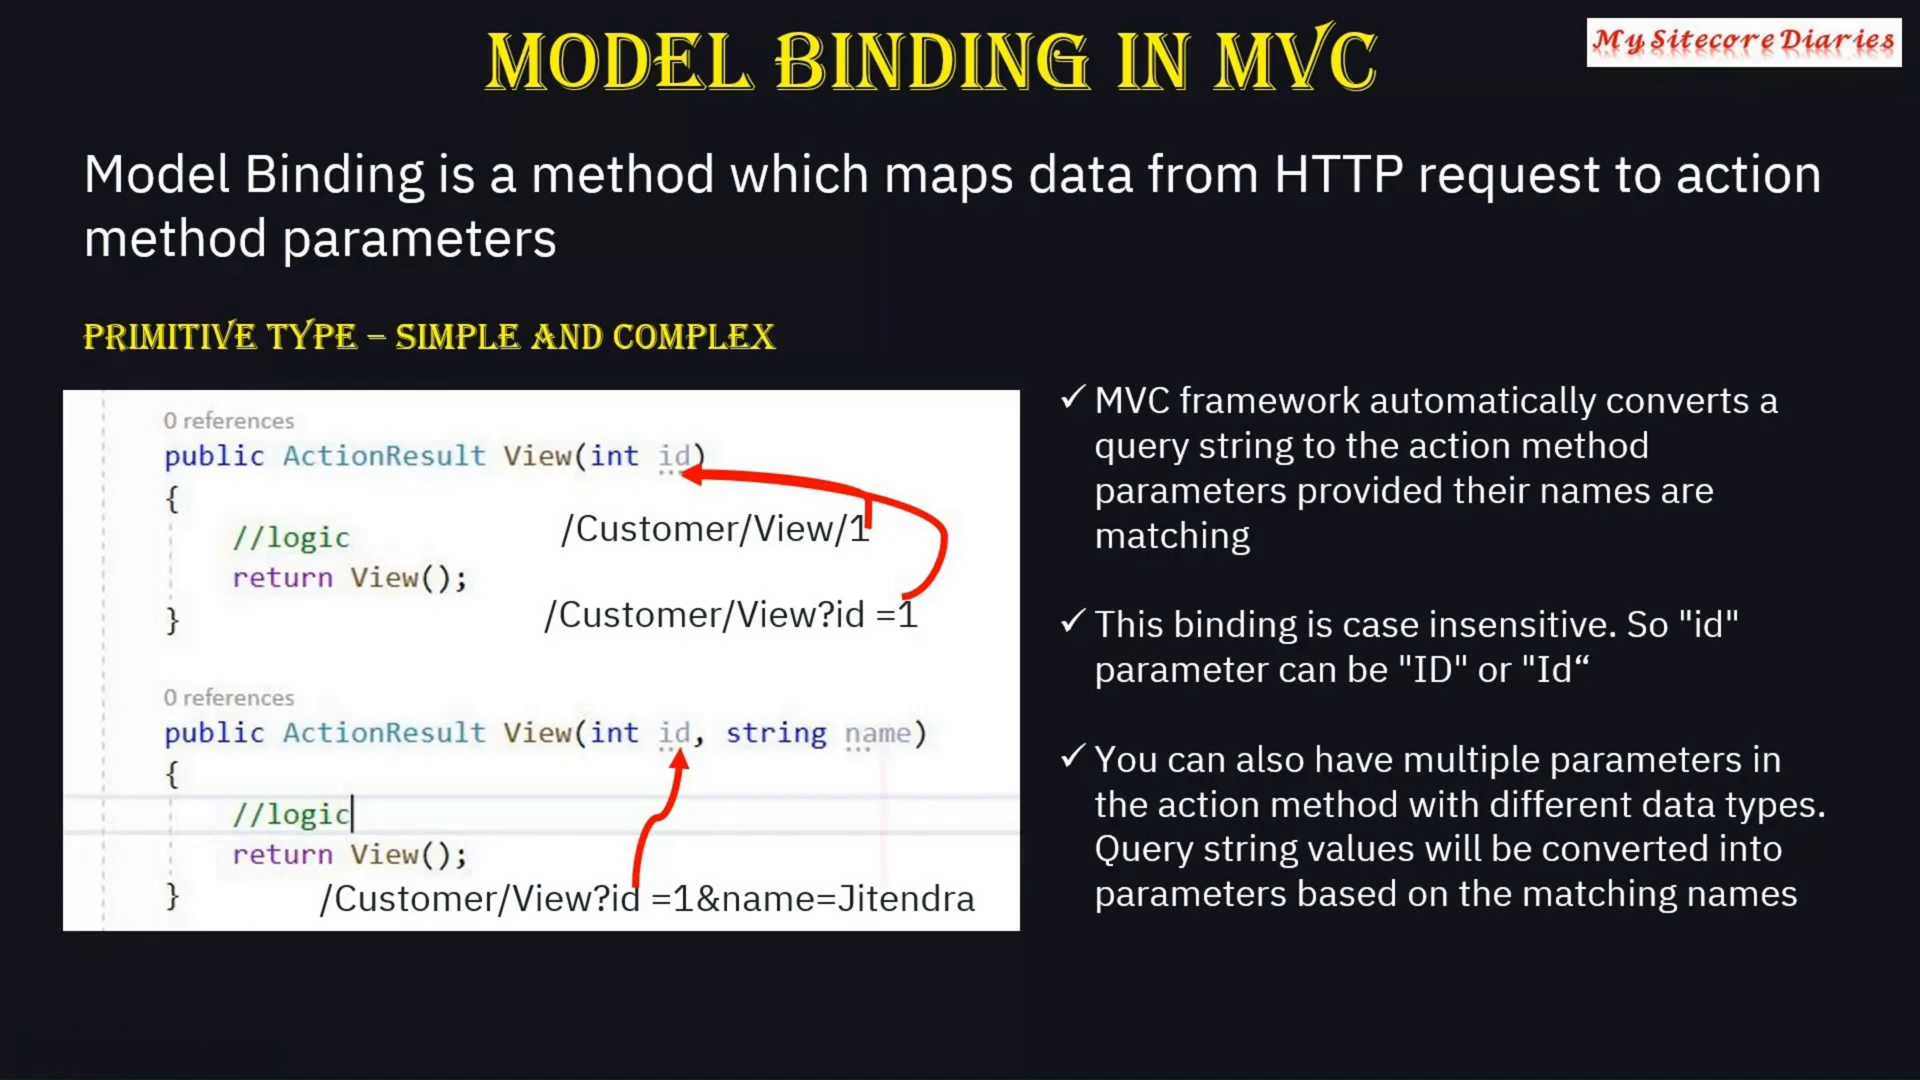 MODEL BINDING IN MVC
My Sitecore Diaries
Model Binding is a method which maps data from HTTP request to action
method parameters
PRIMITIVE TYPE – SIMPLE AND COMPLEX
0 references
public ActionResult View(int id)
{
//logic
return View();
}
/Customer/View/1
/Customer/View?id =1
0 references
public ActionResult View(int id, string name)
{
//logic
return View();
}
/Customer/View?id =1&name=Jitendra
✓ MVC framework automatically converts a
query string to the action method
parameters provided their names are
matching
✓ This binding is case insensitive. So "id"
parameter can be "ID" or "Id“
✓ You can also have multiple parameters in
the action method with different data types.
Query string values will be converted into
parameters based on the matching names